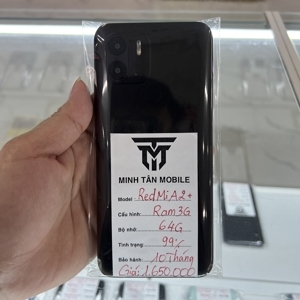 MINH TÂN MOBILE
Model: RedMi A2+
Cấu hình: Ram 3G
Bộ nhớ: 64G
Tình trạng: 99%
Bảo hành: 10 Tháng
Giá: 1.650.000